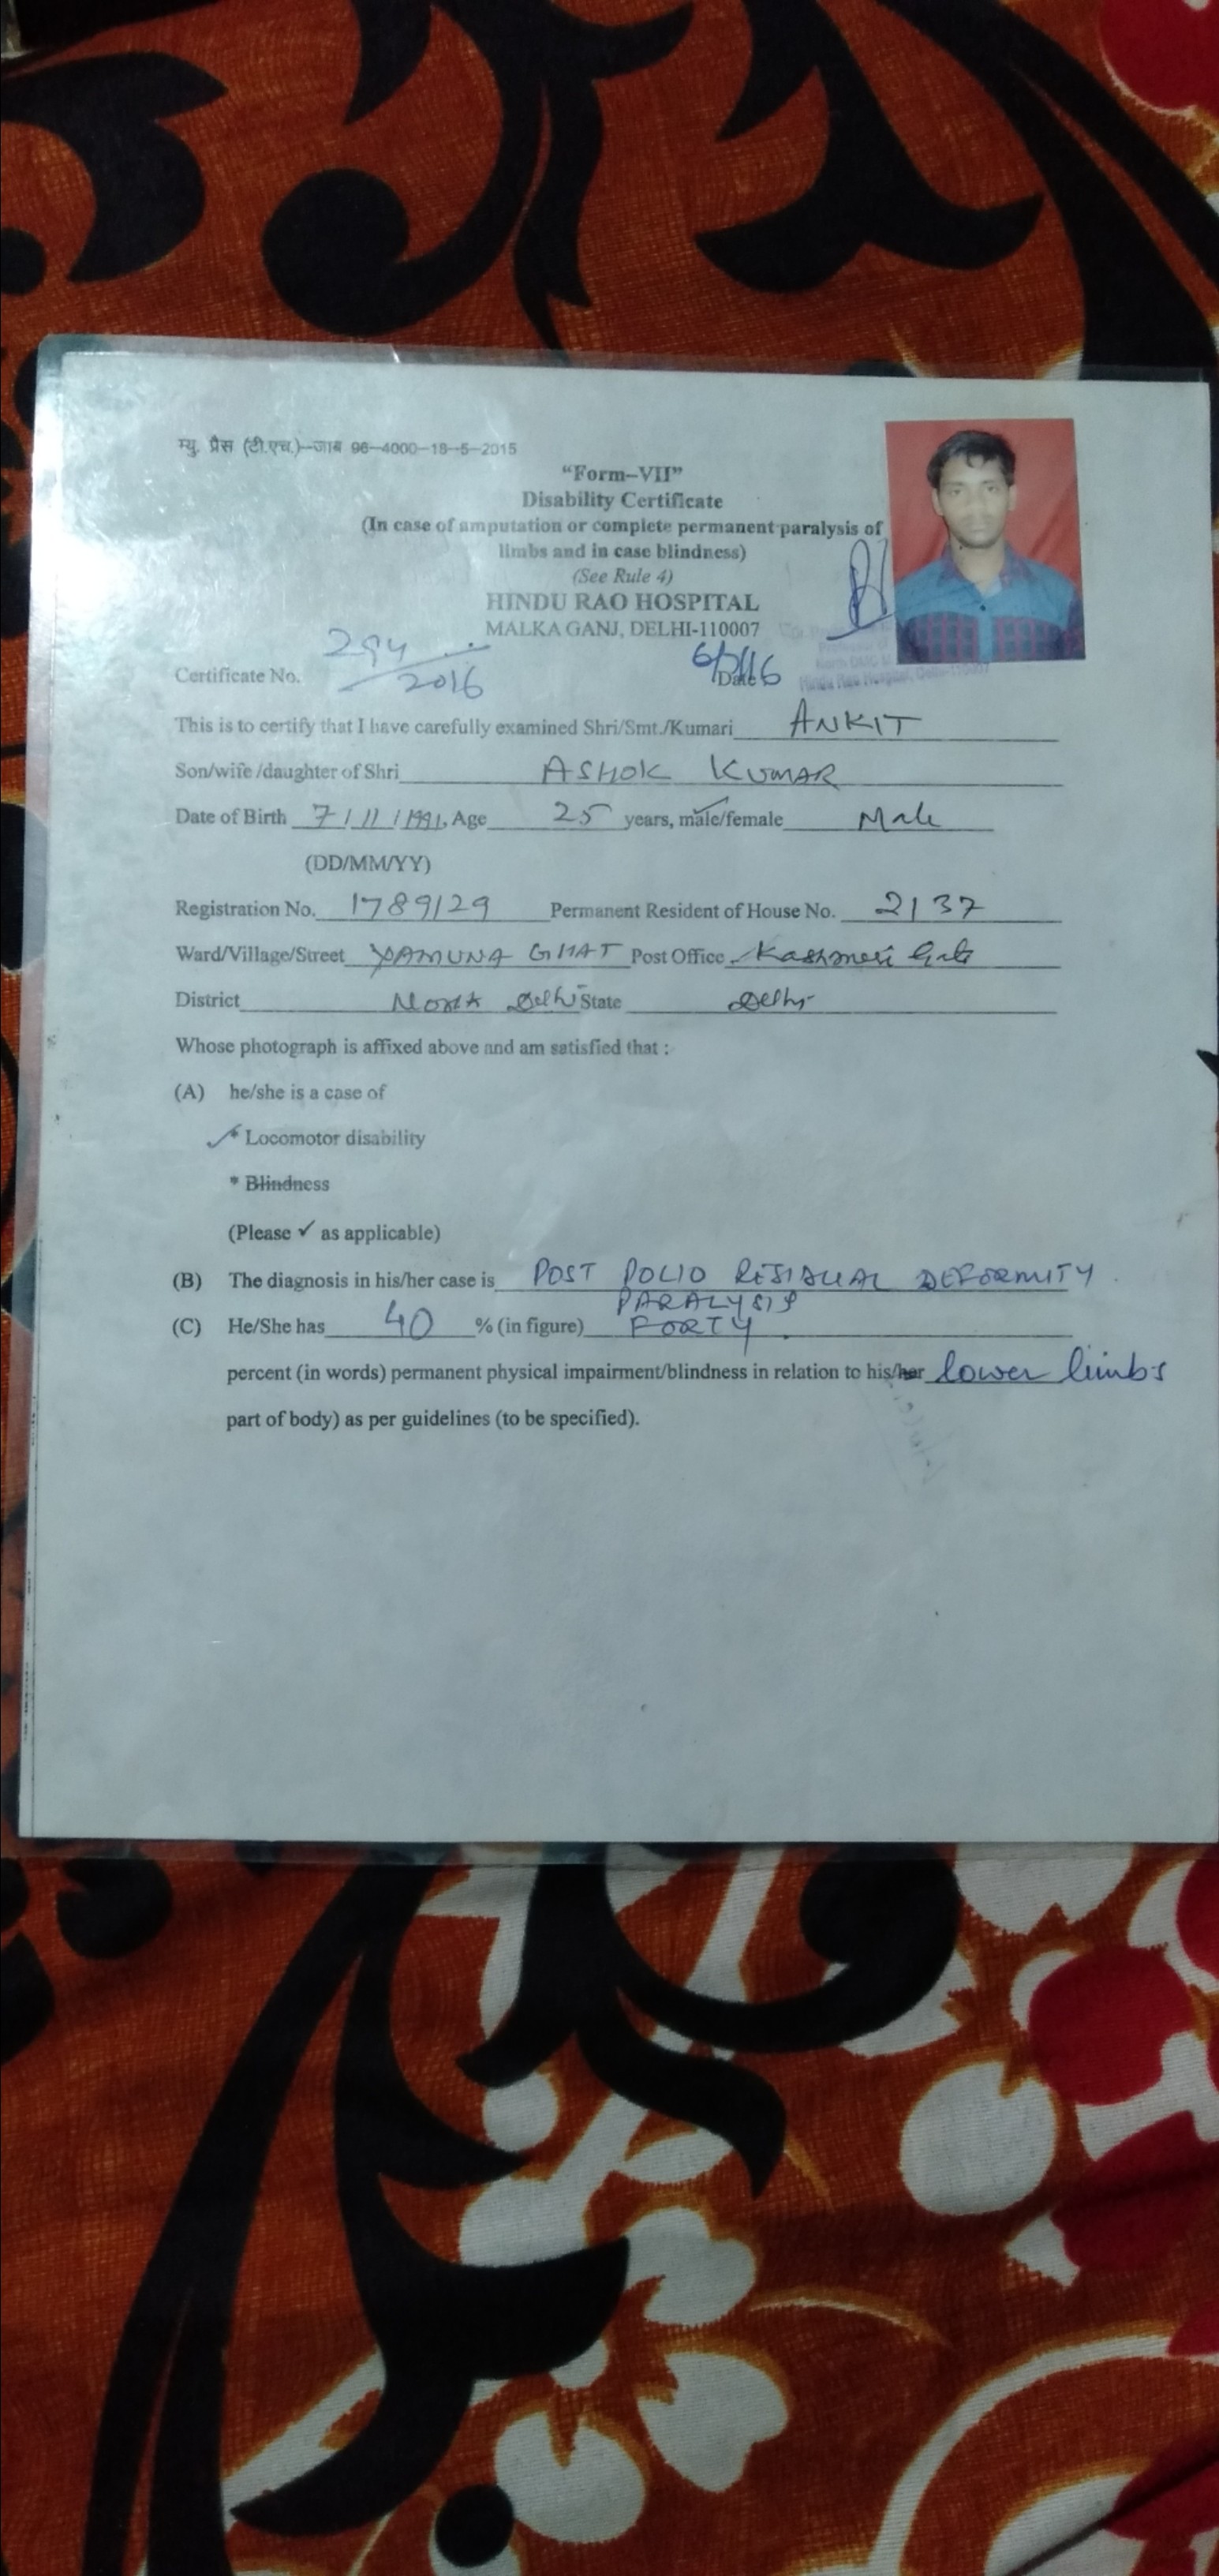 म्यु. प्रैस (टी.एच.)–जाब 96–4000–18–5–2015
“Form–VII”
Disability Certificate
(In case of amputation or complete permanent paralysis of
limbs and in case blindness)
(See Rule 4)
HINDU RAO HOSPITAL
MALKA GANJ, DELHI-110007
Hindu Rao Hospital, Delhi-110007
Certificate No. 294/2016 Date
This is to certify that I have carefully examined Shri/Smt./Kumari ANKIT
Son/wife/daughter of Shri ASHOK KUMAR
Date of Birth 7/11/1991, Age 25 years, male/female Male
(DD/MM/YY)
Registration No. 1789129 Permanent Resident of House No. 2137
Ward/Village/Street YAMUNA GHAT Post Office Kashmeri Gate
District North Delhi State Delhi
Whose photograph is affixed above and am satisfied that :
(A) he/she is a case of
✓* Locomotor disability
* Blindness
(Please ✓ as applicable)
(B) The diagnosis in his/her case is POST POLIO RESIDUAL DEFORMITY
PARALYSIS
(C) He/She has 40 % (in figure) FORTY
percent (in words) permanent physical impairment/blindness in relation to his/her lower limbs
part of body) as per guidelines (to be specified).